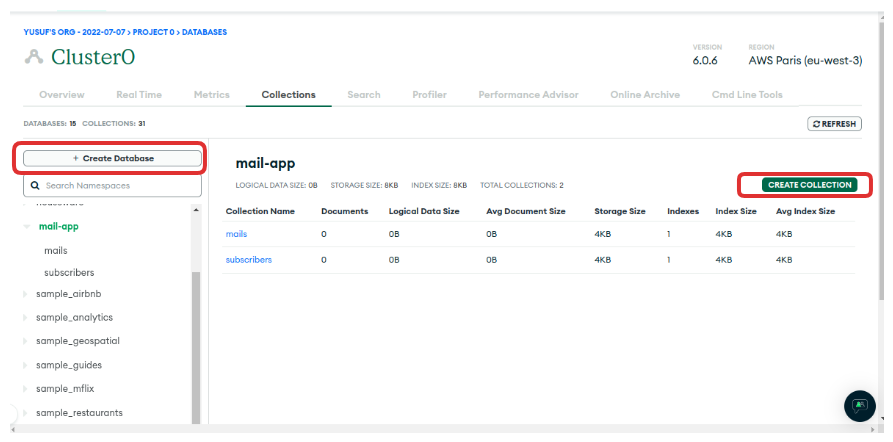 YUSUF'S ORG - 2022-07-07 > PROJECT 0 > DATABASES
Cluster0
VERSION
6.0.6
REGION
AWS Paris (eu-west-3)
Overview Real Time Metrics Collections Search Profiler Performance Advisor Online Archive Cmd Line Tools
DATABASES: 15 COLLECTIONS: 31
REFRESH
+ Create Database
Search Namespaces
mail-app
mails
subscribers
sample_airbnb
sample_analytics
sample_geospatial
sample_guides
sample_mflix
sample_restaurants
mail-app
LOGICAL DATA SIZE: 0B STORAGE SIZE: 8KB INDEX SIZE: 8KB TOTAL COLLECTIONS: 2
CREATE COLLECTION
Collection Name Documents Logical Data Size Avg Document Size Storage Size Indexes Index Size Avg Index Size
mails 0 0B 0B 4KB 1 4KB 4KB
subscribers 0 0B 0B 4KB 1 4KB 4KB